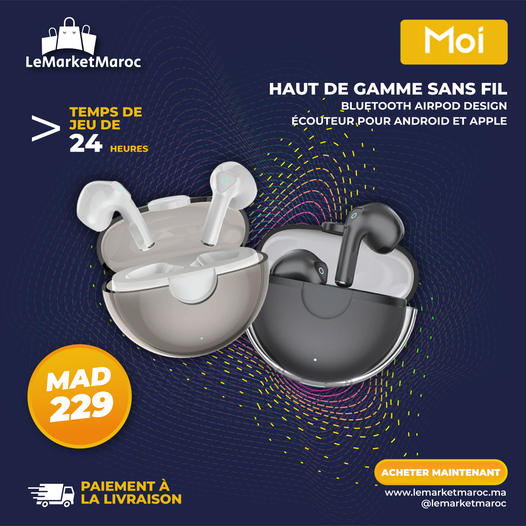 LeMarketMaroc
Moi
HAUT DE GAMME SANS FIL
BLUETOOTH AIRPOD DESIGN
ÉCOUTEUR POUR ANDROID ET APPLE
> TEMPS DE
JEU DE
24 HEURES
MAD
229
PAIEMENT À
LA LIVRAISON
ACHETER MAINTENANT
www.lemarketmaroc.ma
@lemarketmaroc